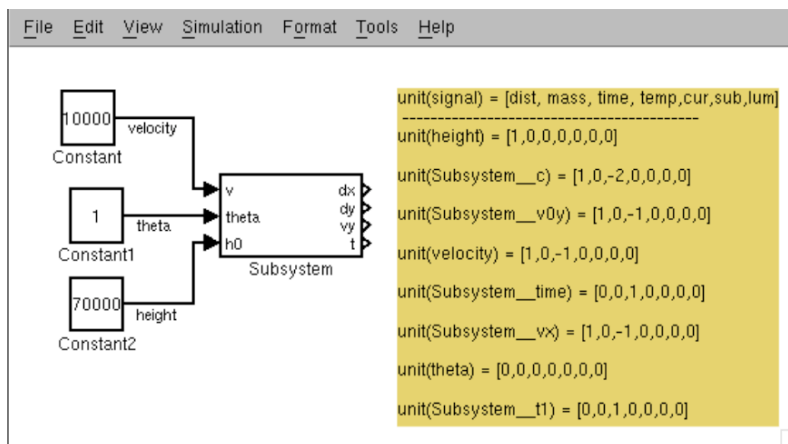 File Edit View Simulation Format Tools Help
10000
velocity
Constant
1
theta
Constant1
70000
height
Constant2
v
theta
h0
dx
dy
vy
t
Subsystem
unit(signal) = [dist, mass, time, temp,cur,sub,lum]
-------------------------------------------
unit(height) = [1,0,0,0,0,0,0]
unit(Subsystem__c) = [1,0,-2,0,0,0,0]
unit(Subsystem__v0y) = [1,0,-1,0,0,0,0]
unit(velocity) = [1,0,-1,0,0,0,0]
unit(Subsystem__time) = [0,0,1,0,0,0,0]
unit(Subsystem__vx) = [1,0,-1,0,0,0,0]
unit(theta) = [0,0,0,0,0,0,0]
unit(Subsystem__t1) = [0,0,1,0,0,0,0]